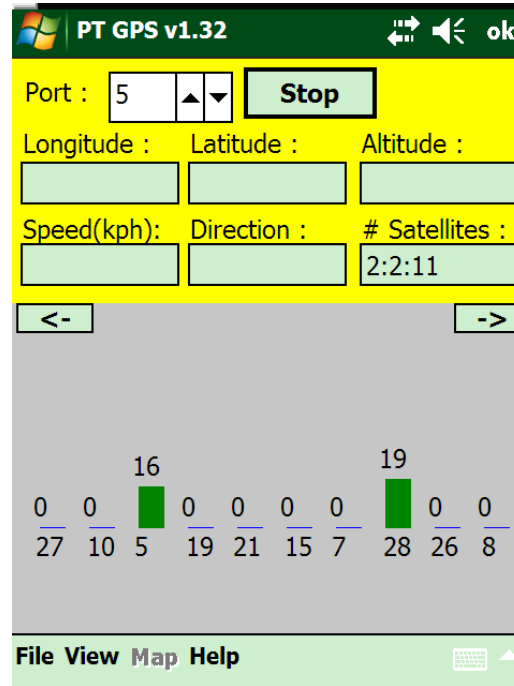 PT GPS v1.32 ok
Port : 5 Stop
Longitude : Latitude : Altitude :
Speed(kph): Direction : # Satellites :
2:2:11
<- ->
16 19
0 0 0 0 0 0 0 0
27 10 5 19 21 15 7 28 26 8
File View Map Help